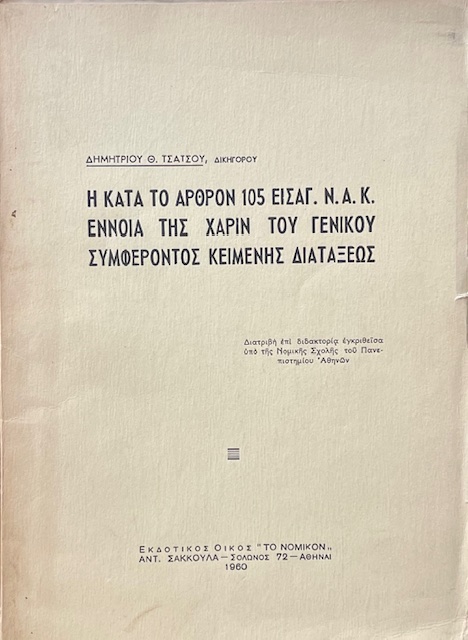 ΔΗΜΗΤΡΙΟΥ Θ. ΤΣΑΤΣΟΥ, ΔΙΚΗΓΟΡΟΥ
Η ΚΑΤΑ ΤΟ ΑΡΘΡΟΝ 105 ΕΙΣΑΓ. Ν. Α. Κ.
ΕΝΝΟΙΑ ΤΗΣ ΧΑΡΙΝ ΤΟΥ ΓΕΝΙΚΟΥ
ΣΥΜΦΕΡΟΝΤΟΣ ΚΕΙΜΕΝΗΣ ΔΙΑΤΑΞΕΩΣ
Διατριβὴ ἐπὶ διδακτορίᾳ ἐγκριθεῖσα
ὑπὸ τῆς Νομικῆς Σχολῆς τοῦ Πανε-
πιστημίου Ἀθηνῶν
ΕΚΔΟΤΙΚΟΣ ΟΙΚΟΣ "ΤΟ ΝΟΜΙΚΟΝ„
ΑΝΤ. ΣΑΚΚΟΥΛΑ — ΣΟΛΩΝΟΣ 72 — ΑΘΗΝΑΙ
1960